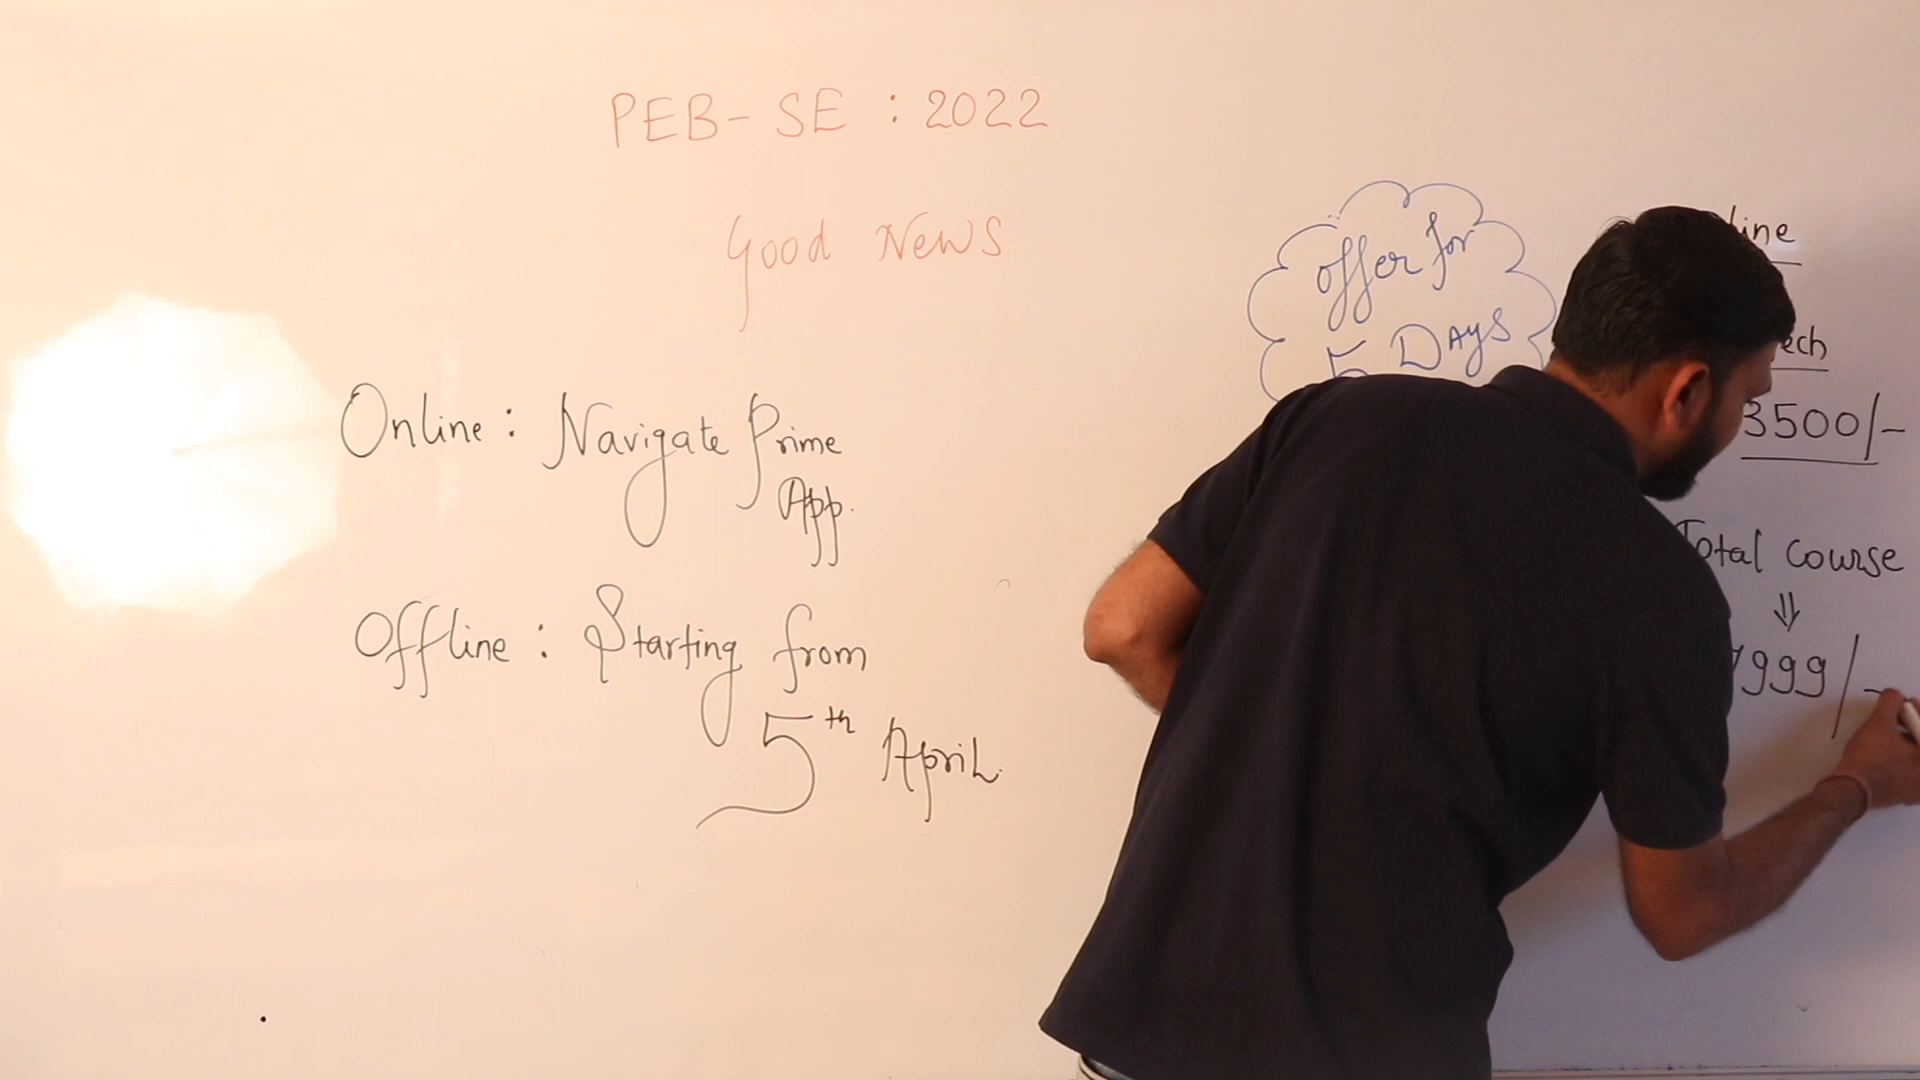 PEB-SE : 2022
Good News
Online : Navigate Prime
App.
Offline : Starting from
5th April.
offer for
5 Days
3500/-
Total Course
⇓